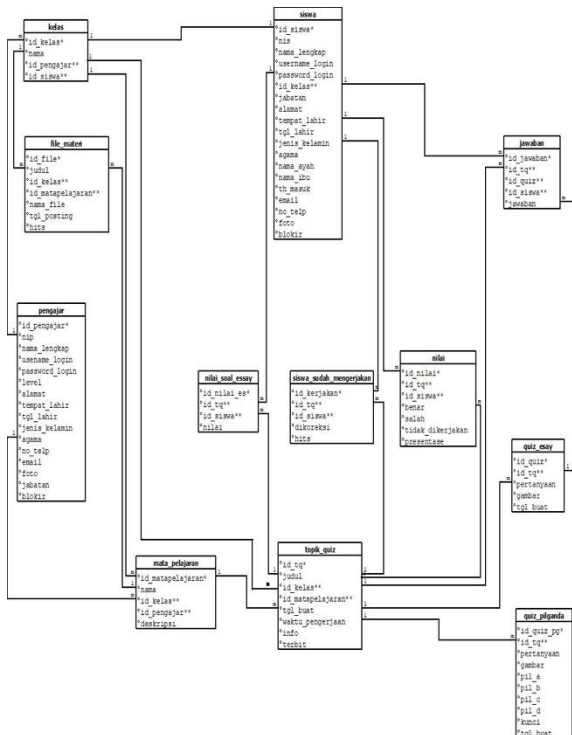 kelas
id_kelas*
nama
id_pengajar**
id_siswa**
siswa
id_siswa*
nis
nama_lengkap
username_login
password_login
id_kelas**
jabatan
alamat
tempat_lahir
tgl_lahir
jenis_kelamin
agama
nama_ayah
nama_ibu
th_masuk
email
no_telp
foto
blokir
file_materi
id_file*
judul
id_kelas**
id_matapelajaran**
nama_file
tgl_posting
hits
jawaban
id_jawaban*
id_tq**
id_quiz**
id_siswa**
jawaban
pengajar
id_pengajar*
nip
nama_lengkap
usename_login
password_login
level
alamat
tempat_lahir
tgl_lahir
jenis_kelamin
agama
no_telp
email
foto
jabatan
blokir
nilai_soal_essay
id_nilai_es*
id_tq**
id_siswa**
nilai
siswa_sudah_mengerjakan
id_kerjakan*
id_tq**
id_siswa**
dikoreksi
hits
nilai
id_nilai*
id_tq**
id_siswa**
benar
salah
tidak_dikerjakan
presentase
quiz_esay
id_quiz*
id_tq**
pertanyaan
gambar
tgl_buat
mata_pelajaran
id_matapelajaran*
nama
id_kelas**
id_pengajar**
deskripsi
topik_quiz
id_tq*
judul
id_kelas**
id_matapelajaran**
tgl_buat
waktu_pengerjaan
info
terbit
quiz_pilganda
id_quiz_pg*
id_tq**
pertanyaan
gambar
pil_a
pil_b
pil_c
pil_d
kunci
tgl_buat